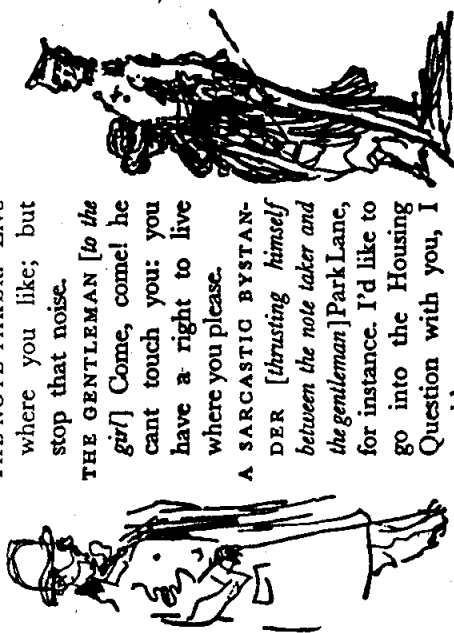 where you like; but
stop that noise.
THE GENTLEMAN [to the
girl] Come, come! he
cant touch you: you
have a right to live
where you please.
A SARCASTIC BYSTAN-
DER [thrusting himself
between the note taker and
the gentleman] Park Lane,
for instance. I'd like to
go into the Housing
Question with you, I